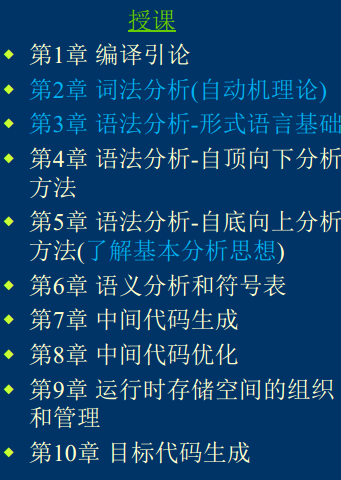 授课
第1章 编译引论
第2章 词法分析(自动机理论)
第3章 语法分析-形式语言基础
第4章 语法分析-自顶向下分析
方法
第5章 语法分析-自底向上分析
方法(了解基本分析思想)
第6章 语义分析和符号表
第7章 中间代码生成
第8章 中间代码优化
第9章 运行时存储空间的组织
和管理
第10章 目标代码生成